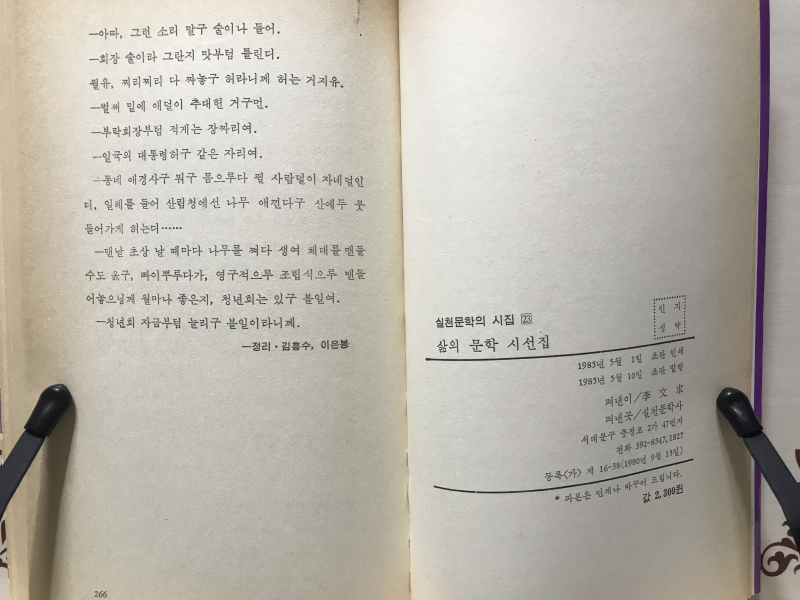 —아따, 그런 소리 말구 술이나 들어.
—회장 술이라 그란지 맛부텀 틀린디.
월유, 찌리찌리 다 짜놓구 허라니께 허는 거지유.
—벌써 밑에 애덜이 추대헌 거구먼.
—부락회장부텀 적게는 장짜리여.
—일국의 대통령허구 같은 자리여.
—동네 애경사구 뭐구 몸으루다 뛸 사람덜이 자네덜인
디, 일례를 들어 산림청에선 나무 애낀다구 산에두 못
들어가게 허는디……
—맨날 초상 날 때마다 나무를 쪄다 생여 체대를 맨들
수도 읎구, 빠이뿌루다가, 영구적으루 조립식으루 맨들
어놓으닝께 월마나 좋은지, 청년회는 있구 볼일여.
—청년회 자금부텀 늘리구 볼일이라니께.
—정리·김흥수, 이은봉
266
실천문학의 시집 23
삶의 문학 시선집
인 지
생 략
1985년 5월 1일 초판 인쇄
1985년 5월 10일 초판 발행
펴낸이/李 文 求
펴낸곳/실천문학사
서대문구 충정로 2가 47번지
전화 392-8347, 1827
등록〈가〉제 16-38(1980년 9월 15일)
* 파본은 언제나 바꾸어 드립니다.
값 2,300원